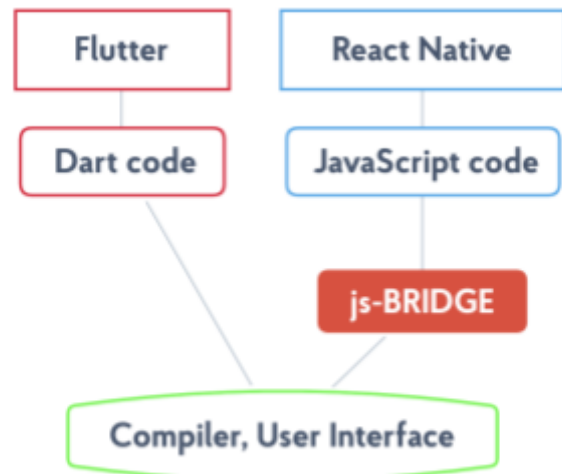 Flutter
React Native
Dart code
JavaScript code
js-BRIDGE
Compiler, User Interface